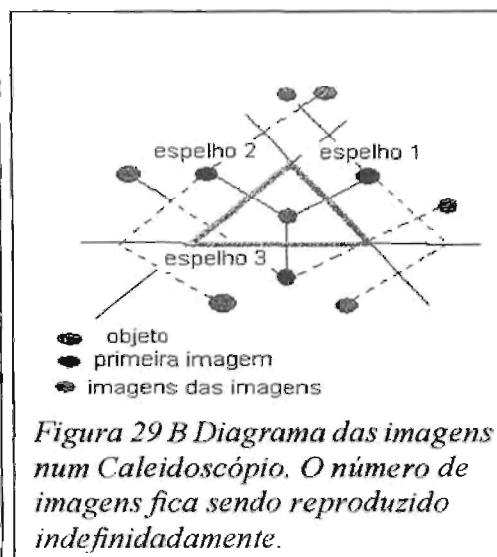 espelho 2
espelho 1
espelho 3
objeto
primeira imagem
imagens das imagens
Figura 29 B Diagrama das imagens
num Caleidoscópio. O número de
imagens fica sendo reproduzido
indefinidadamente.